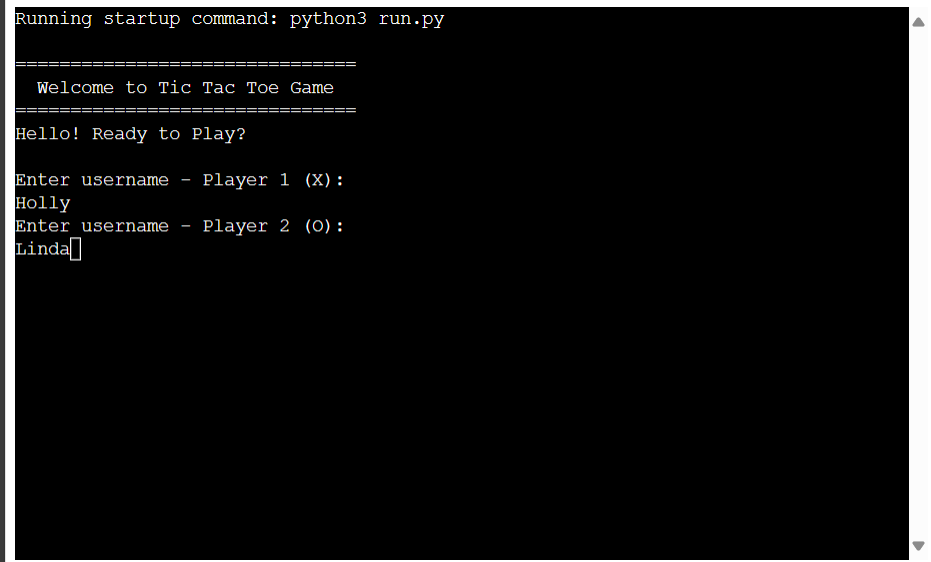 Running startup command: python3 run.py
===============================
Welcome to Tic Tac Toe Game
===============================
Hello! Ready to Play?
Enter username - Player 1 (X):
Holly
Enter username - Player 2 (O):
Linda